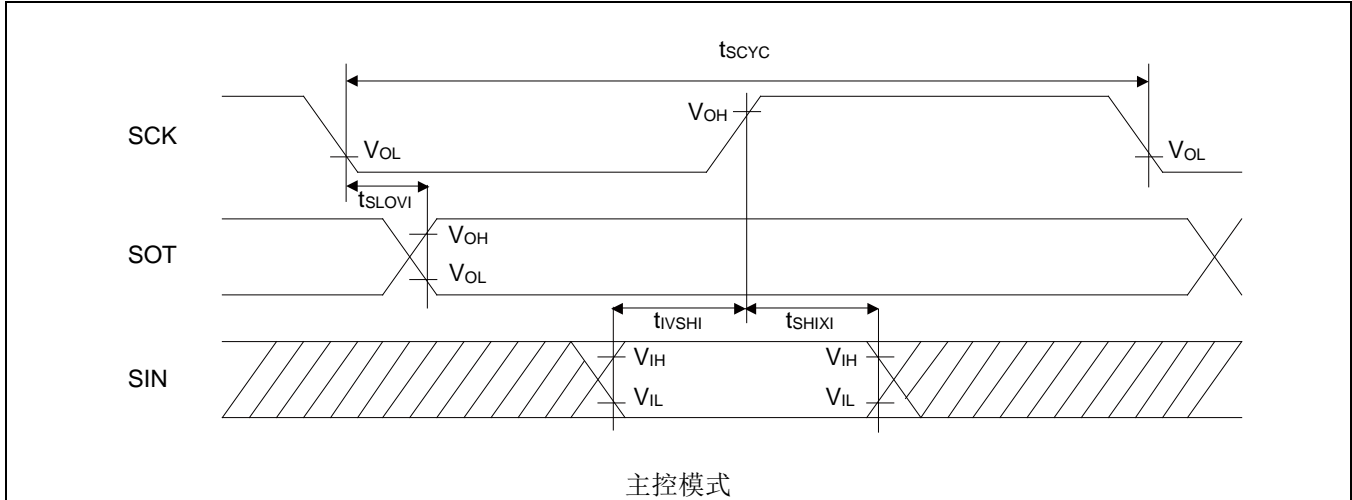 tSCYC
SCK
VOH
VOL
VOL
tSLOVI
SOT
VOH
VOL
tIVSHI
tSHIXI
SIN
VIH
VIH
VIL
VIL
主控模式